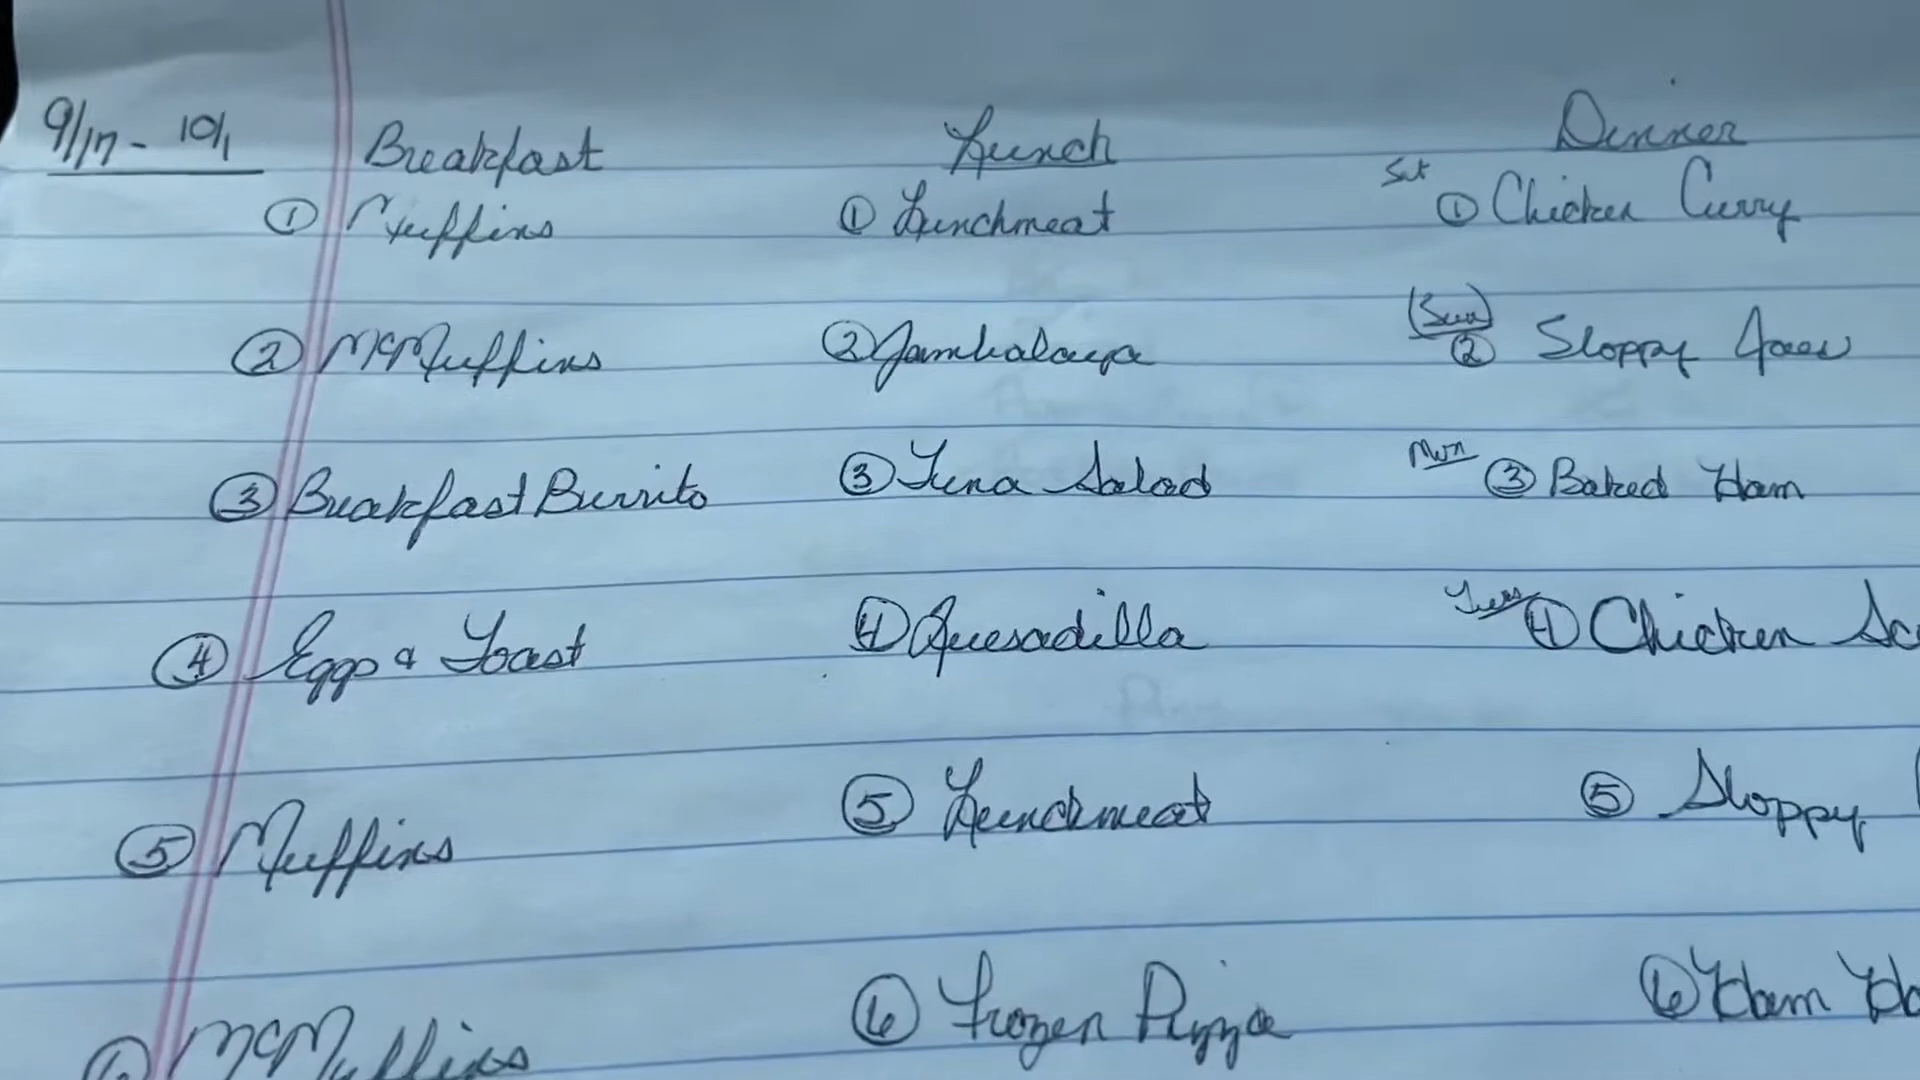 9/17 - 10/1 Breakfast Lunch Dinner
① Muffins ① Lunchmeat Sat ① Chicken Curry
② McMuffins ② Jambalaya (Sun) ② Sloppy Joes
③ Breakfast Burrito ③ Tuna Salad Mon ③ Baked Ham
④ Eggs & Toast ④ Quesadilla Tues ④ Chicken
⑤ Muffins ⑤ Lunchmeat ⑤ Sloppy
⑥ McMuffins ⑥ Frozen Pizza ⑥ Ham